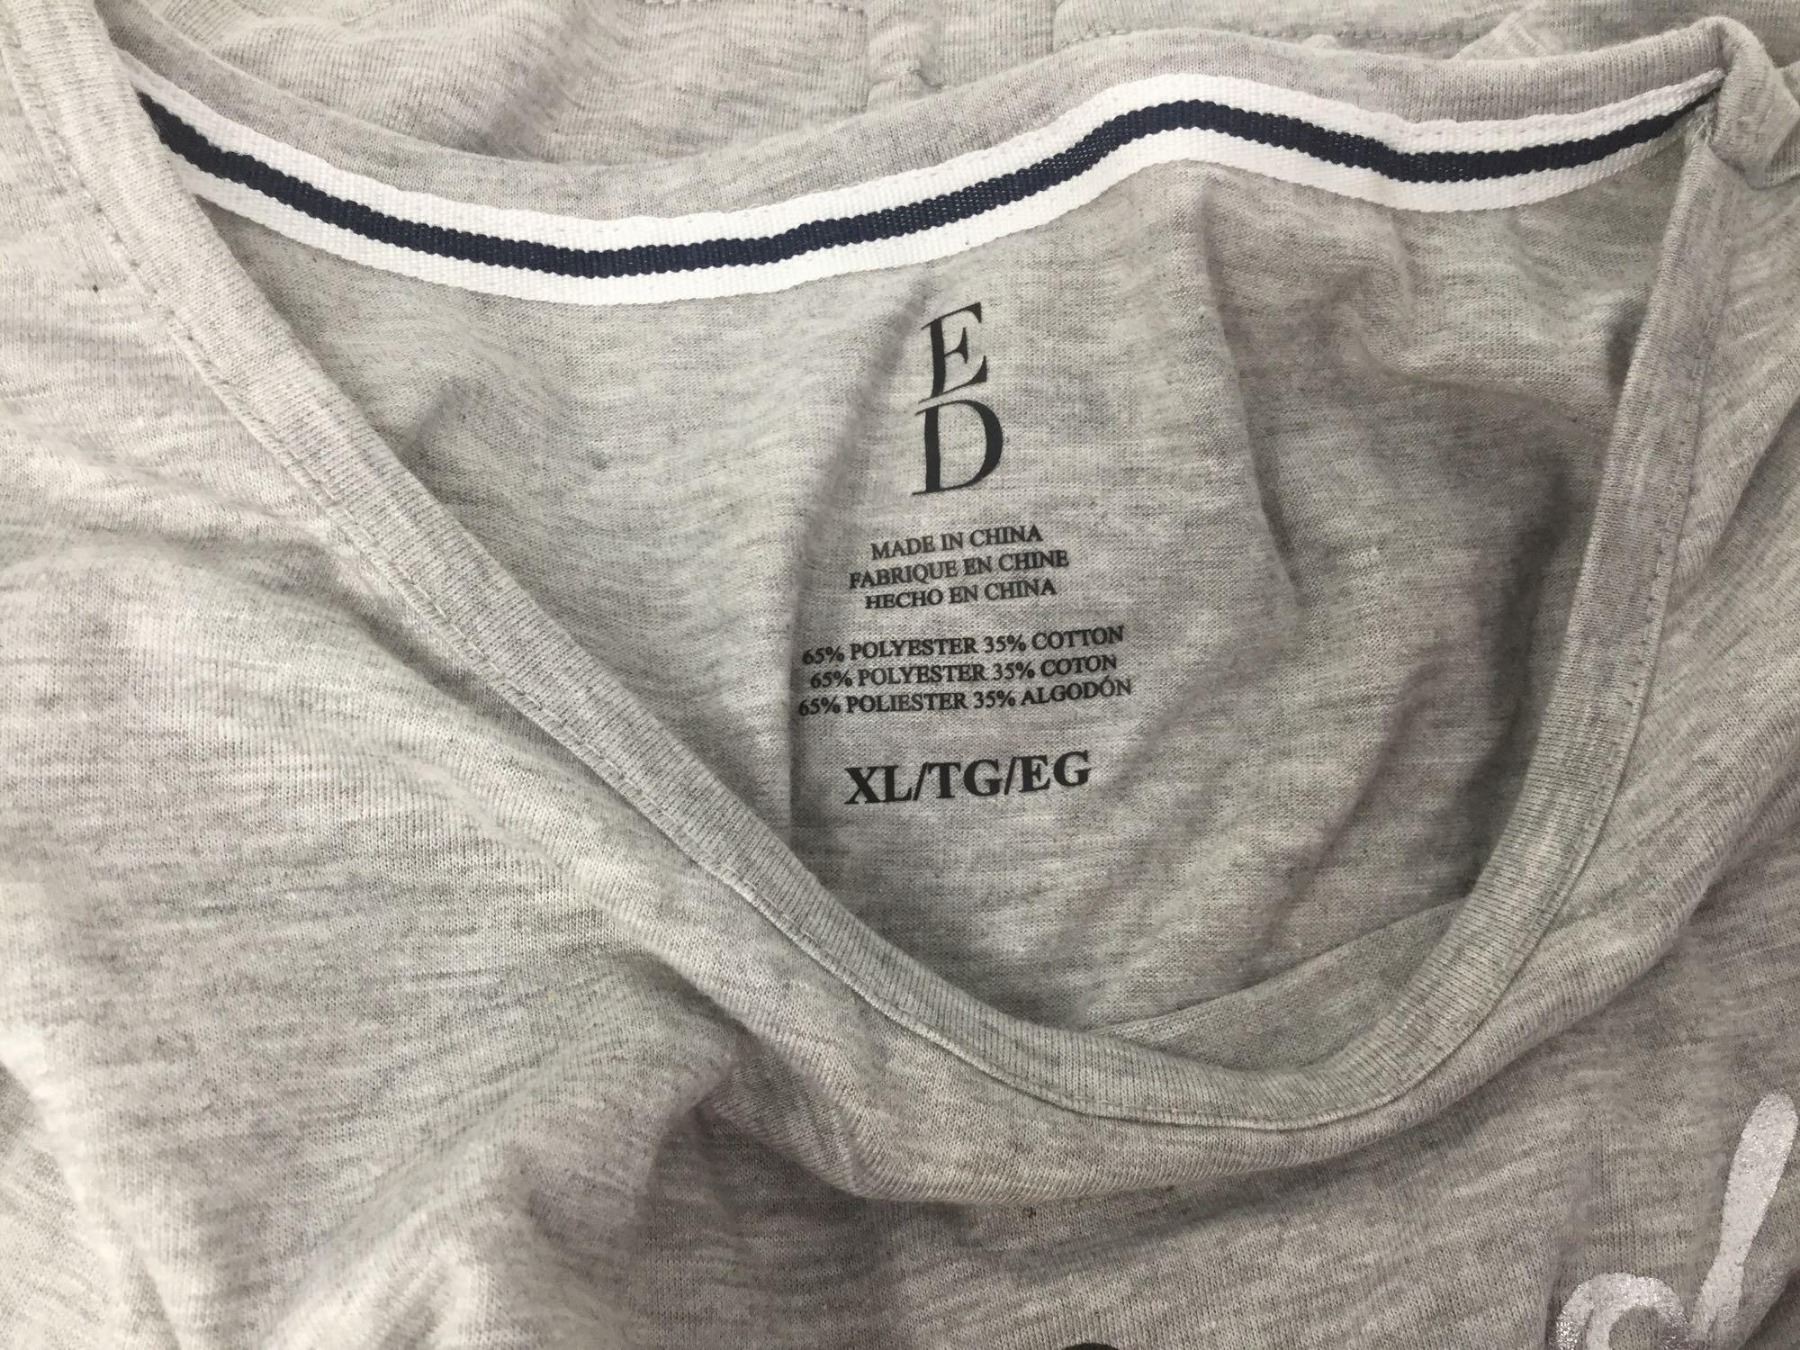 E
D
MADE IN CHINA
FABRIQUE EN CHINE
HECHO EN CHINA
65% POLYESTER 35% COTTON
65% POLYESTER 35% COTON
65% POLIESTER 35% ALGODÓN
XL/TG/EG